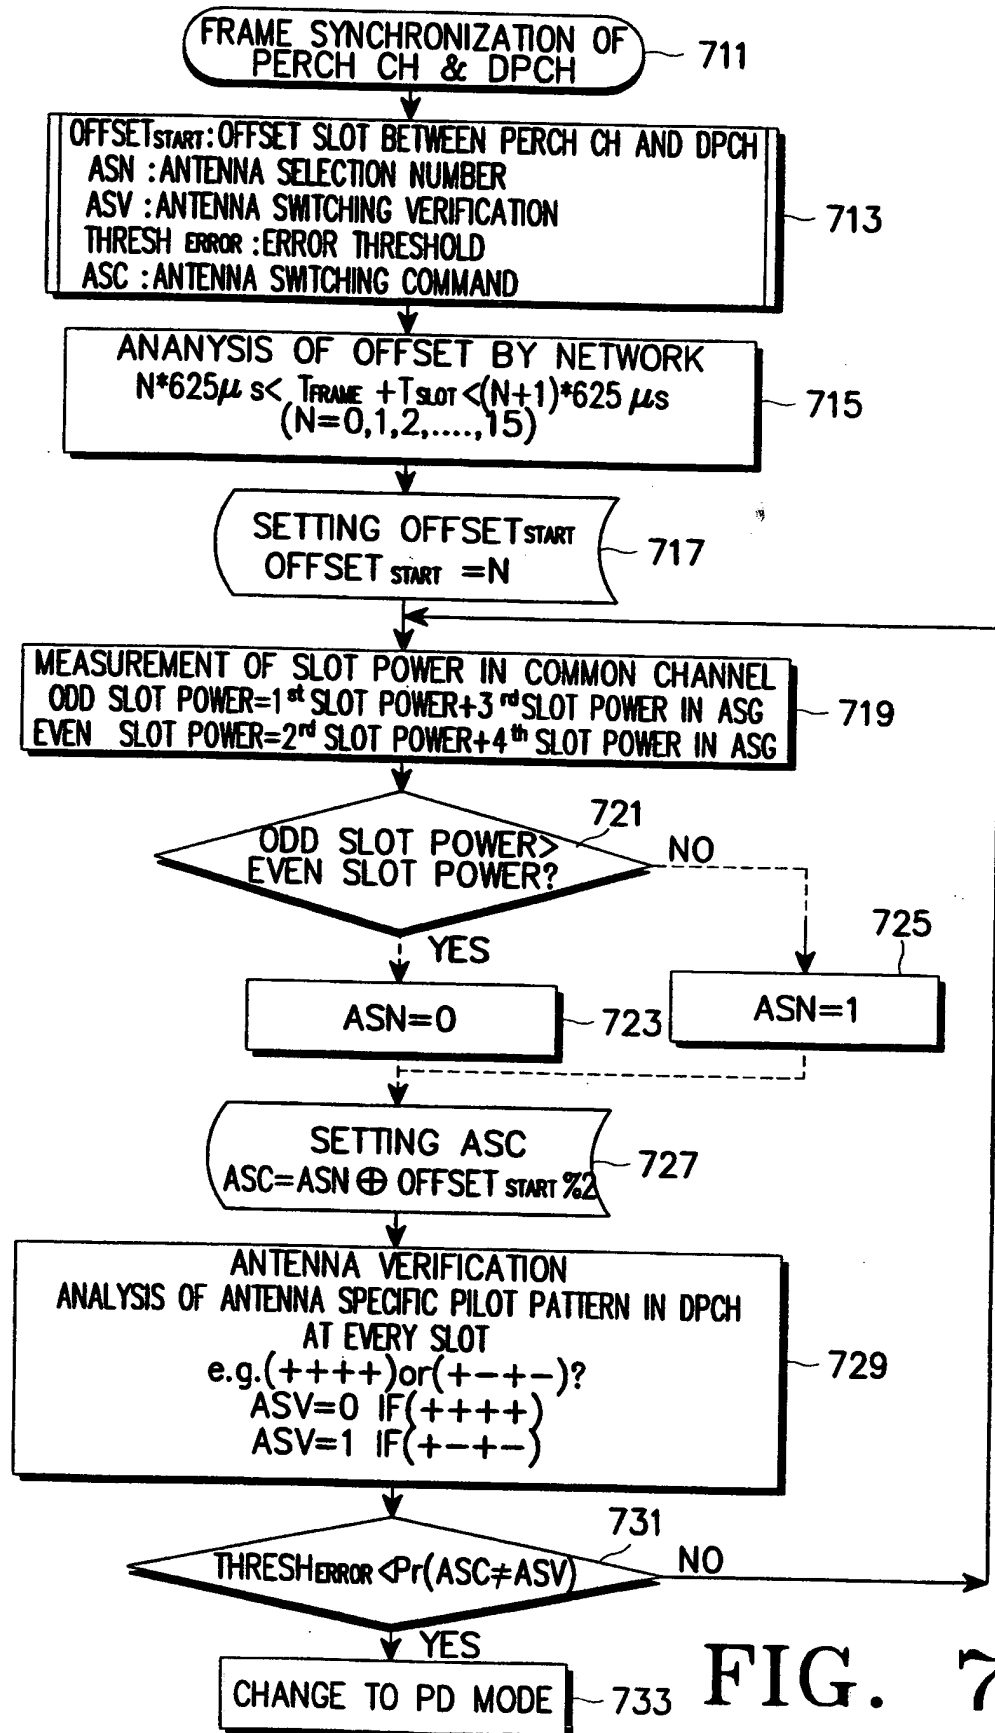 FRAME SYNCHRONIZATION OF
PERCH CH & DPCH
711
OFFSETSTART:OFFSET SLOT BETWEEN PERCH CH AND DPCH
ASN :ANTENNA SELECTION NUMBER
ASV :ANTENNA SWITCHING VERIFICATION
THRESH ERROR :ERROR THRESHOLD
ASC :ANTENNA SWITCHING COMMAND
713
ANANYSIS OF OFFSET BY NETWORK
N*625μs< TFRAME +TSLOT <(N+1)*625 μs
(N=0,1,2,....,15)
715
SETTING OFFSETSTART
OFFSET START =N
717
MEASUREMENT OF SLOT POWER IN COMMON CHANNEL
ODD SLOT POWER=1st SLOT POWER+3rd SLOT POWER IN ASG
EVEN SLOT POWER=2rd SLOT POWER+4th SLOT POWER IN ASG
719
721
ODD SLOT POWER>
EVEN SLOT POWER?
NO
YES
725
ASN=0
723
ASN=1
SETTING ASC
ASC=ASN⊕ OFFSET START %2
727
ANTENNA VERIFICATION
ANALYSIS OF ANTENNA SPECIFIC PILOT PATTERN IN DPCH
AT EVERY SLOT
e.g.(++++)or(+-+-)?
ASV=0 IF(++++)
ASV=1 IF(+-+-)
729
731
THRESHERROR<Pr(ASC≠ASV)
NO
YES
CHANGE TO PD MODE
733
FIG. 7